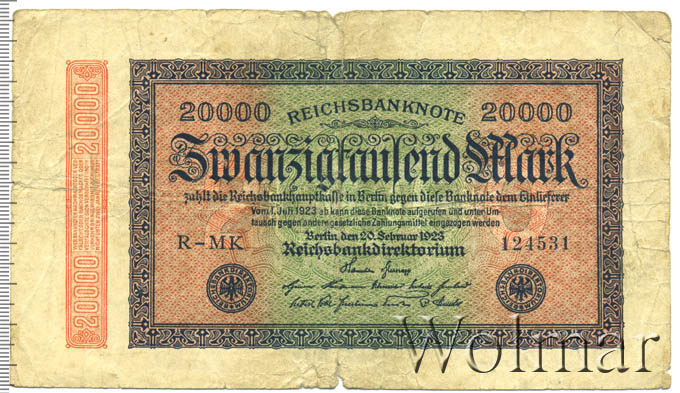 20000
20000
20000 REICHSBANKNOTE 20000
Zwanzigtausend Mark
zahlt die Reichsbankhauptkasse in Berlin gegen diese Banknote dem Einlieferer
Vom 1. Juli 1923 ab kann diese Banknote aufgerufen und unter Um-
tausch gegen andere gesetzliche Zahlungsmittel eingezogen werden
Berlin, den 20. Februar 1923
R-MK Reichsbankdirektorium 124531
Wolmar